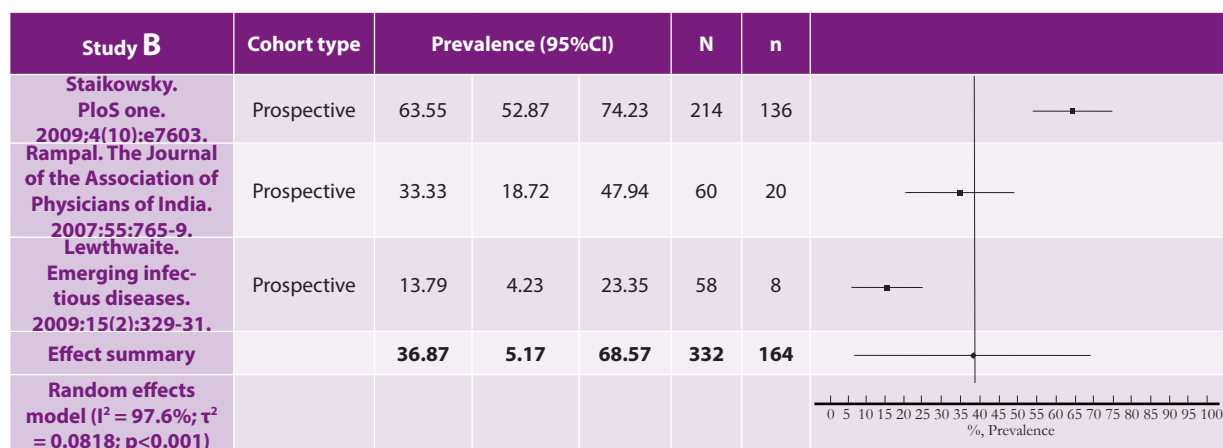 Study B Cohort type Prevalence (95%CI) N n
Staikowsky.
PloS one.
2009;4(10):e7603.
Prospective 63.55 52.87 74.23 214 136
Rampal. The Journal
of the Association of
Physicians of India.
2007;55:765-9.
Prospective 33.33 18.72 47.94 60 20
Lewthwaite.
Emerging infec-
tious diseases.
2009;15(2):329-31.
Prospective 13.79 4.23 23.35 58 8
Effect summary 36.87 5.17 68.57 332 164
Random effects
model (I² = 97.6%; τ²
= 0.0818; p<0.001)
0 5 10 15 20 25 30 35 40 45 50 55 60 65 70 75 80 85 90 95 100
%, Prevalence